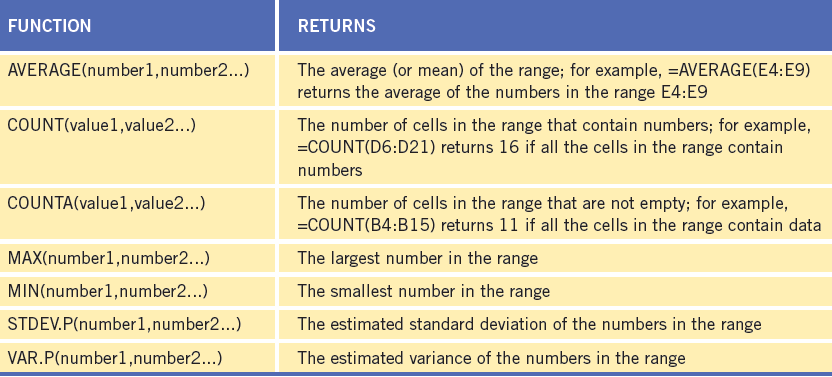 FUNCTION
RETURNS
AVERAGE(number1,number2...)
The average (or mean) of the range; for example, =AVERAGE(E4:E9)
returns the average of the numbers in the range E4:E9
COUNT(value1,value2...)
The number of cells in the range that contain numbers; for example,
=COUNT(D6:D21) returns 16 if all the cells in the range contain
numbers
COUNTA(value1,value2...)
The number of cells in the range that are not empty; for example,
=COUNT(B4:B15) returns 11 if all the cells in the range contain data
MAX(number1,number2...)
The largest number in the range
MIN(number1,number2...)
The smallest number in the range
STDEV.P(number1,number2...)
The estimated standard deviation of the numbers in the range
VAR.P(number1,number2...)
The estimated variance of the numbers in the range